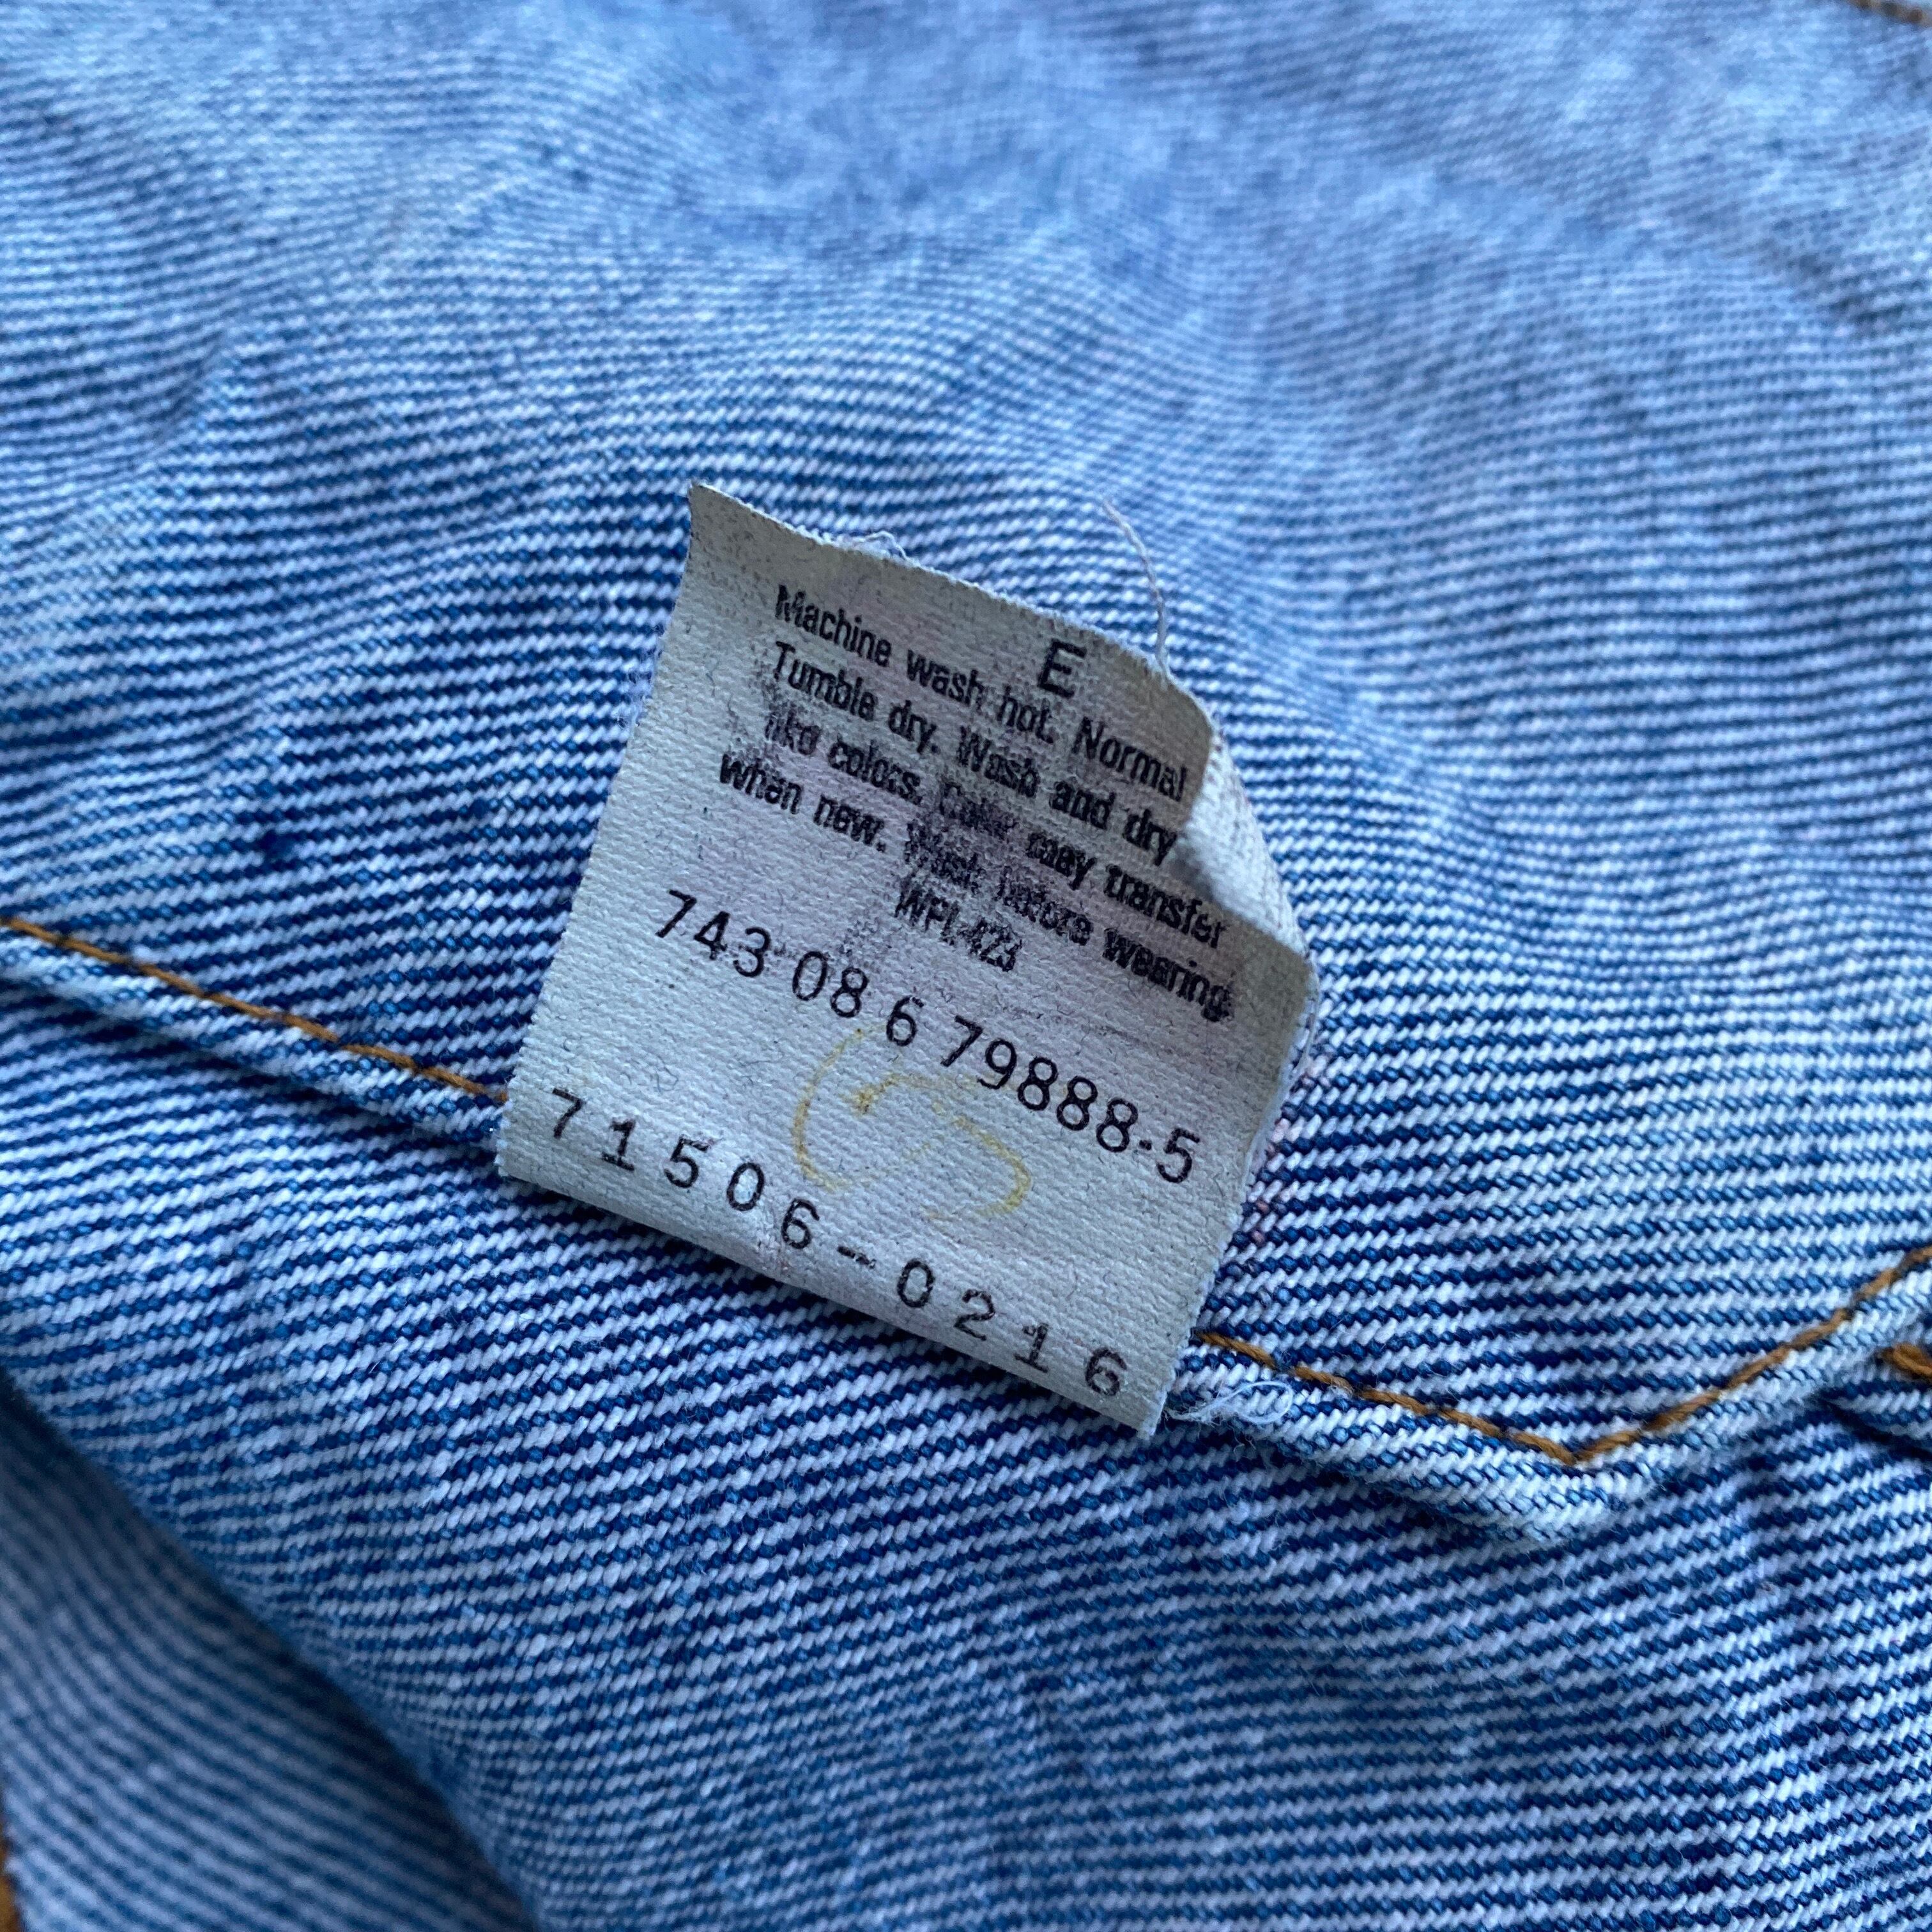 E
Machine wash hot. Normal
Tumble dry. Wash and dry
like colors. Color may transfer
when new. Wash before wearing
WPL-423
743 08 6 79888-5
71506-0216